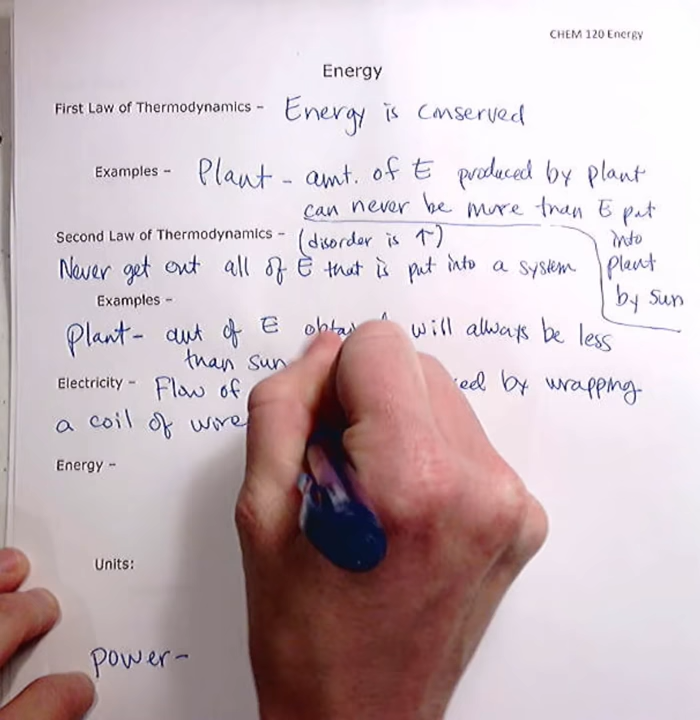 CHEM 120 Energy
Energy
First Law of Thermodynamics – Energy is conserved
Examples – Plant - amt. of E produced by plant
can never be more than E put
into
plant
by sun
Second Law of Thermodynamics – (disorder is ↑)
Never get out all of E that is put into a system
Examples –
Plant - amt of E will always be less
than sun
Electricity – Flow of by wrapping
a coil of wire
Energy –
Units:
power -